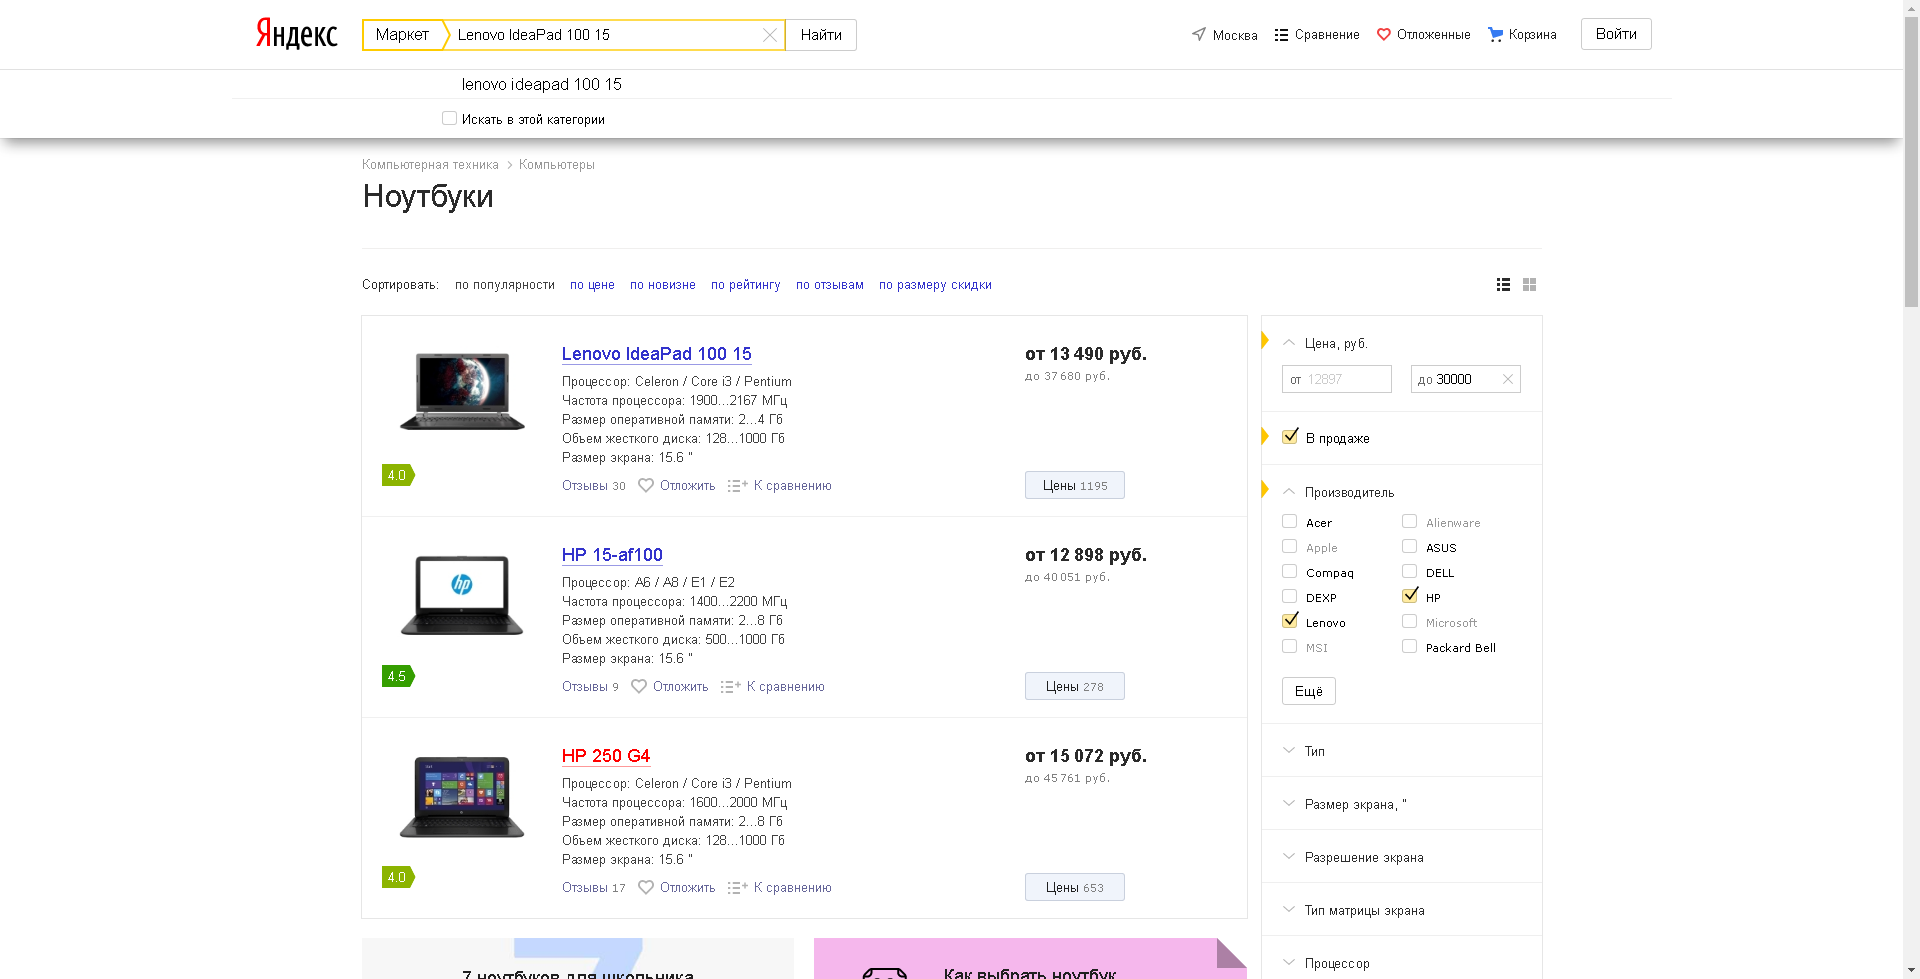 Яндекс
Маркет Lenovo IdeaPad 100 15 Найти
Москва Сравнение Отложенные Корзина Войти
lenovo ideapad 100 15
Искать в этой категории
Компьютерная техника > Компьютеры
Ноутбуки
Сортировать: по популярности по цене по новизне по рейтингу по отзывам по размеру скидки
Lenovo IdeaPad 100 15
Процессор: Celeron / Core i3 / Pentium
Частота процессора: 1900...2167 МГц
Размер оперативной памяти: 2...4 Гб
Объем жесткого диска: 128...1000 Гб
Размер экрана: 15.6 "
4.0
Отзывы 30 Отложить К сравнению
от 13 490 руб.
до 37 680 руб.
Цены 1195
HP 15-af100
Процессор: A6 / A8 / E1 / E2
Частота процессора: 1400...2200 МГц
Размер оперативной памяти: 2...8 Гб
Объем жесткого диска: 500...1000 Гб
Размер экрана: 15.6 "
hp
4.5
Отзывы 9 Отложить К сравнению
от 12 898 руб.
до 40 051 руб.
Цены 278
HP 250 G4
Процессор: Celeron / Core i3 / Pentium
Частота процессора: 1600...2000 МГц
Размер оперативной памяти: 2...8 Гб
Объем жесткого диска: 128...1000 Гб
Размер экрана: 15.6 "
4.0
Отзывы 17 Отложить К сравнению
от 15 072 руб.
до 45 761 руб.
Цены 653
7 ноутбуков для школьника
Как выбрать ноутбук
Цена, руб.
от 12897 до 30000
В продаже
Производитель
Acer Alienware
Apple ASUS
Compaq DELL
DEXP HP
Lenovo Microsoft
MSI Packard Bell
Ещё
Тип
Размер экрана, "
Разрешение экрана
Тип матрицы экрана
Процессор